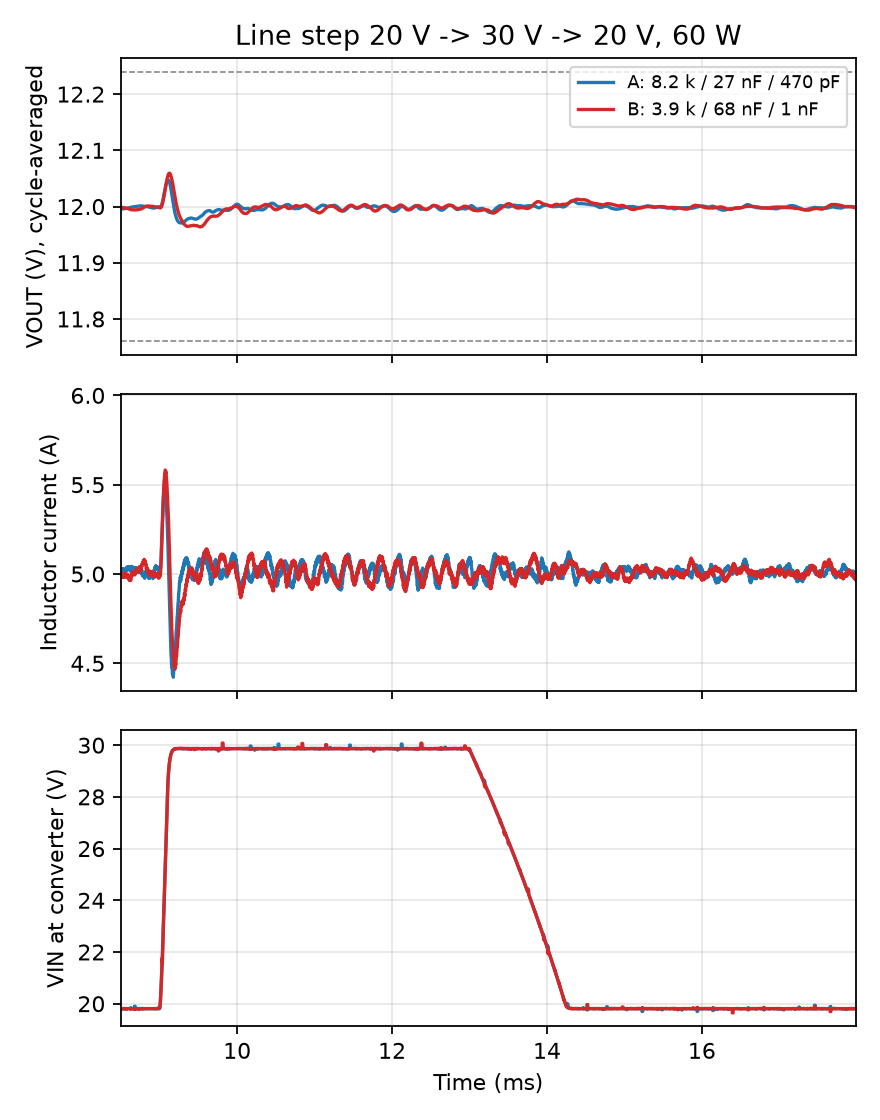 Line step 20 V -> 30 V -> 20 V, 60 W
A: 8.2 k / 27 nF / 470 pF
B: 3.9 k / 68 nF / 1 nF
VOUT (V), cycle-averaged
12.2
12.1
12.0
11.9
11.8
Inductor current (A)
6.0
5.5
5.0
4.5
VIN at converter (V)
30
28
26
24
22
20
10 12 14 16
Time (ms)